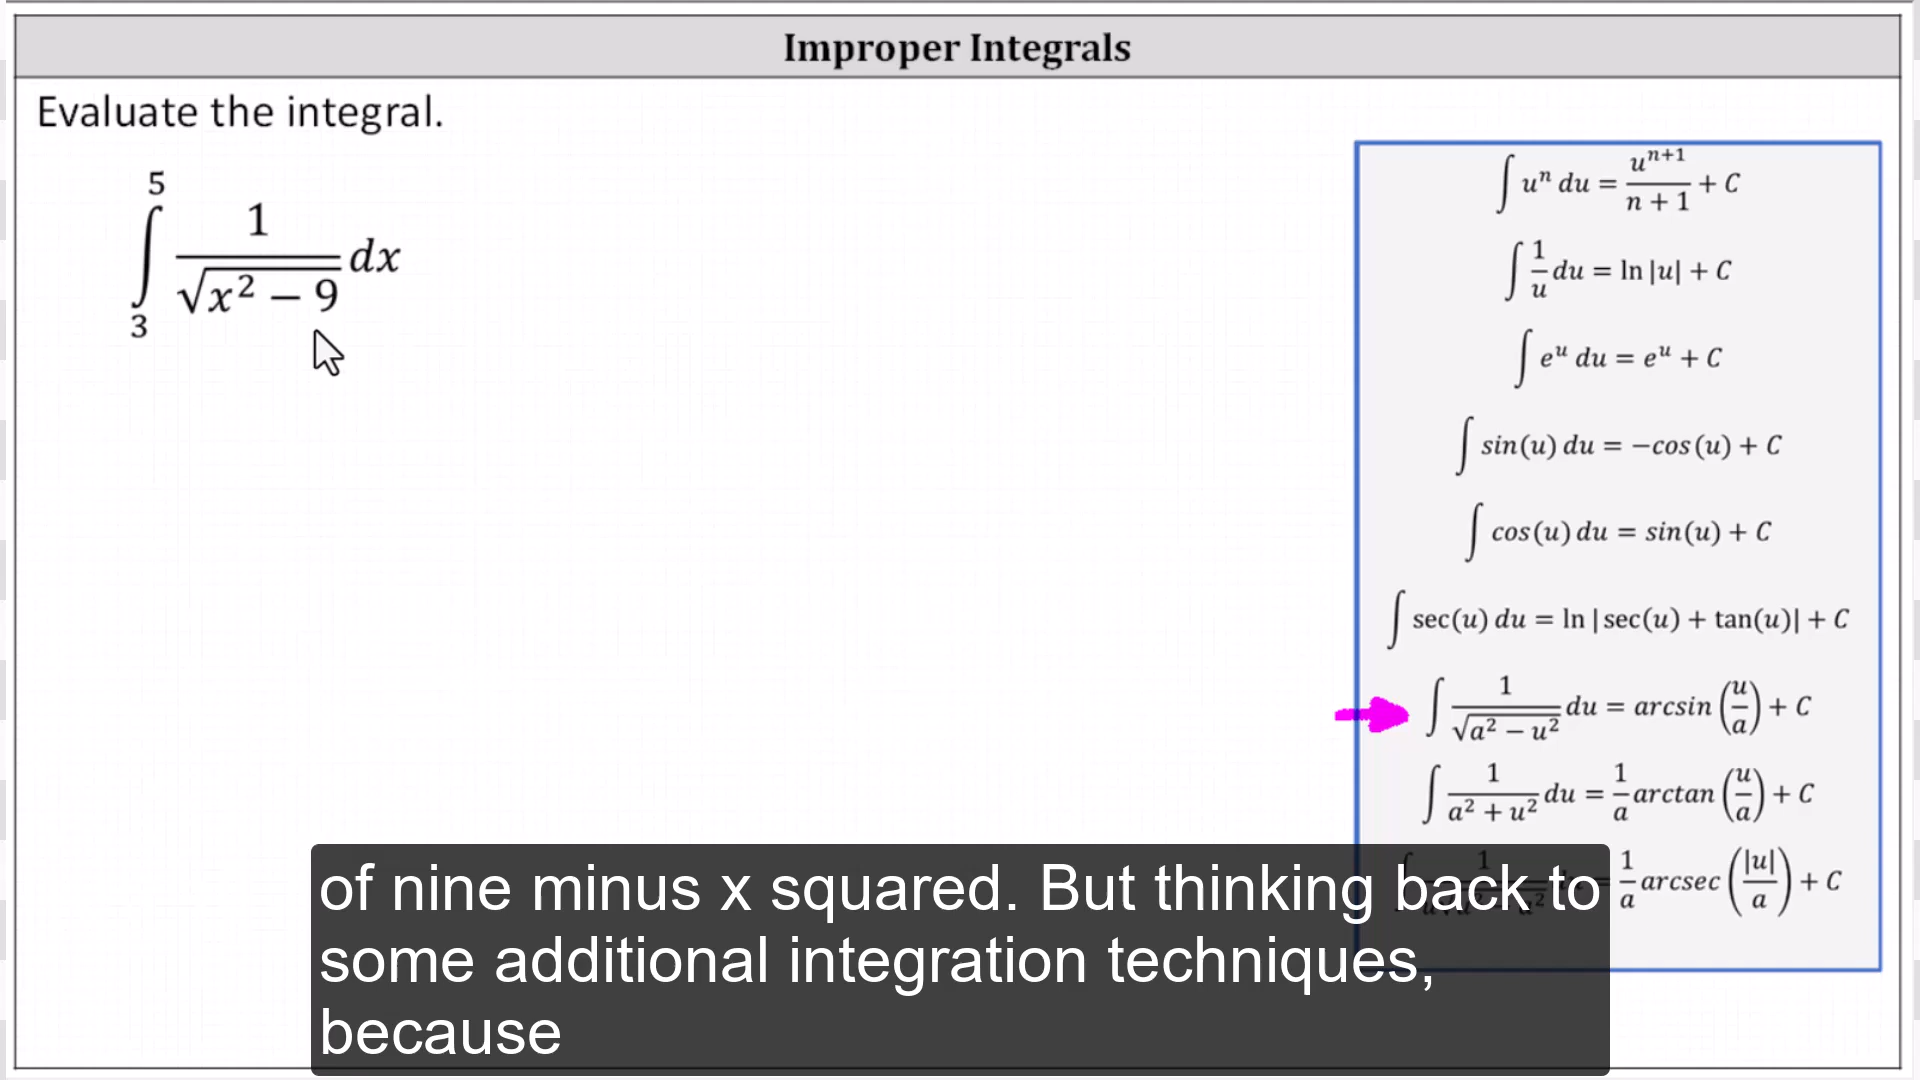 Improper Integrals
Evaluate the integral.
∫₃⁵ 1/√(x² − 9) dx
∫ uⁿ du = uⁿ⁺¹/(n + 1) + C
∫ 1/u du = ln|u| + C
∫ eᵘ du = eᵘ + C
∫ sin(u) du = −cos(u) + C
∫ cos(u) du = sin(u) + C
∫ sec(u) du = ln|sec(u) + tan(u)| + C
∫ 1/√(a² − u²) du = arcsin(u/a) + C
∫ 1/(a² + u²) du = 1/a arctan(u/a) + C
1/a arcsec(|u|/a) + C
of nine minus x squared. But thinking back to
some additional integration techniques,
because